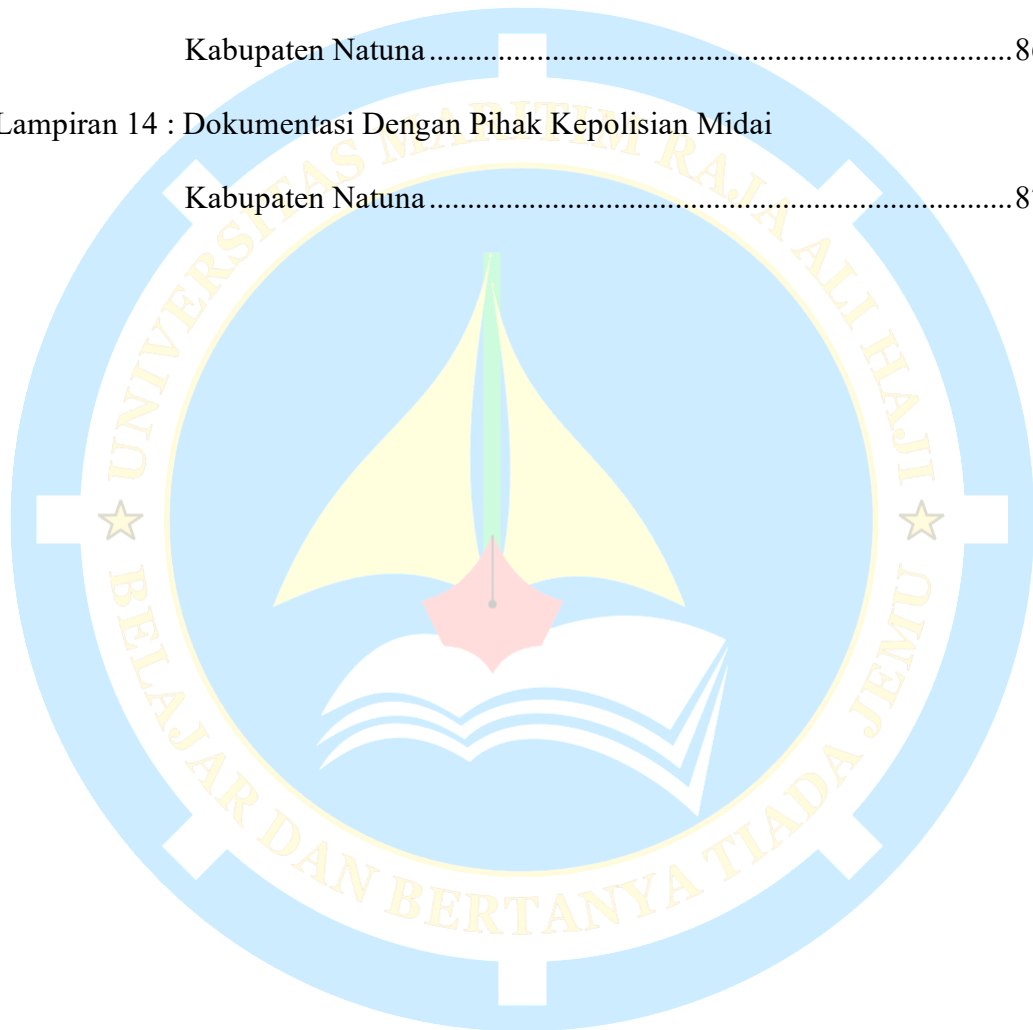 Kabupaten Natuna
Lampiran 14 : Dokumentasi Dengan Pihak Kepolisian Midai
Kabupaten Natuna
UNIVERSITAS MARITIM RAJA ALI HAJI
BELAJAR DAN BERTANYA TIADA JEMU